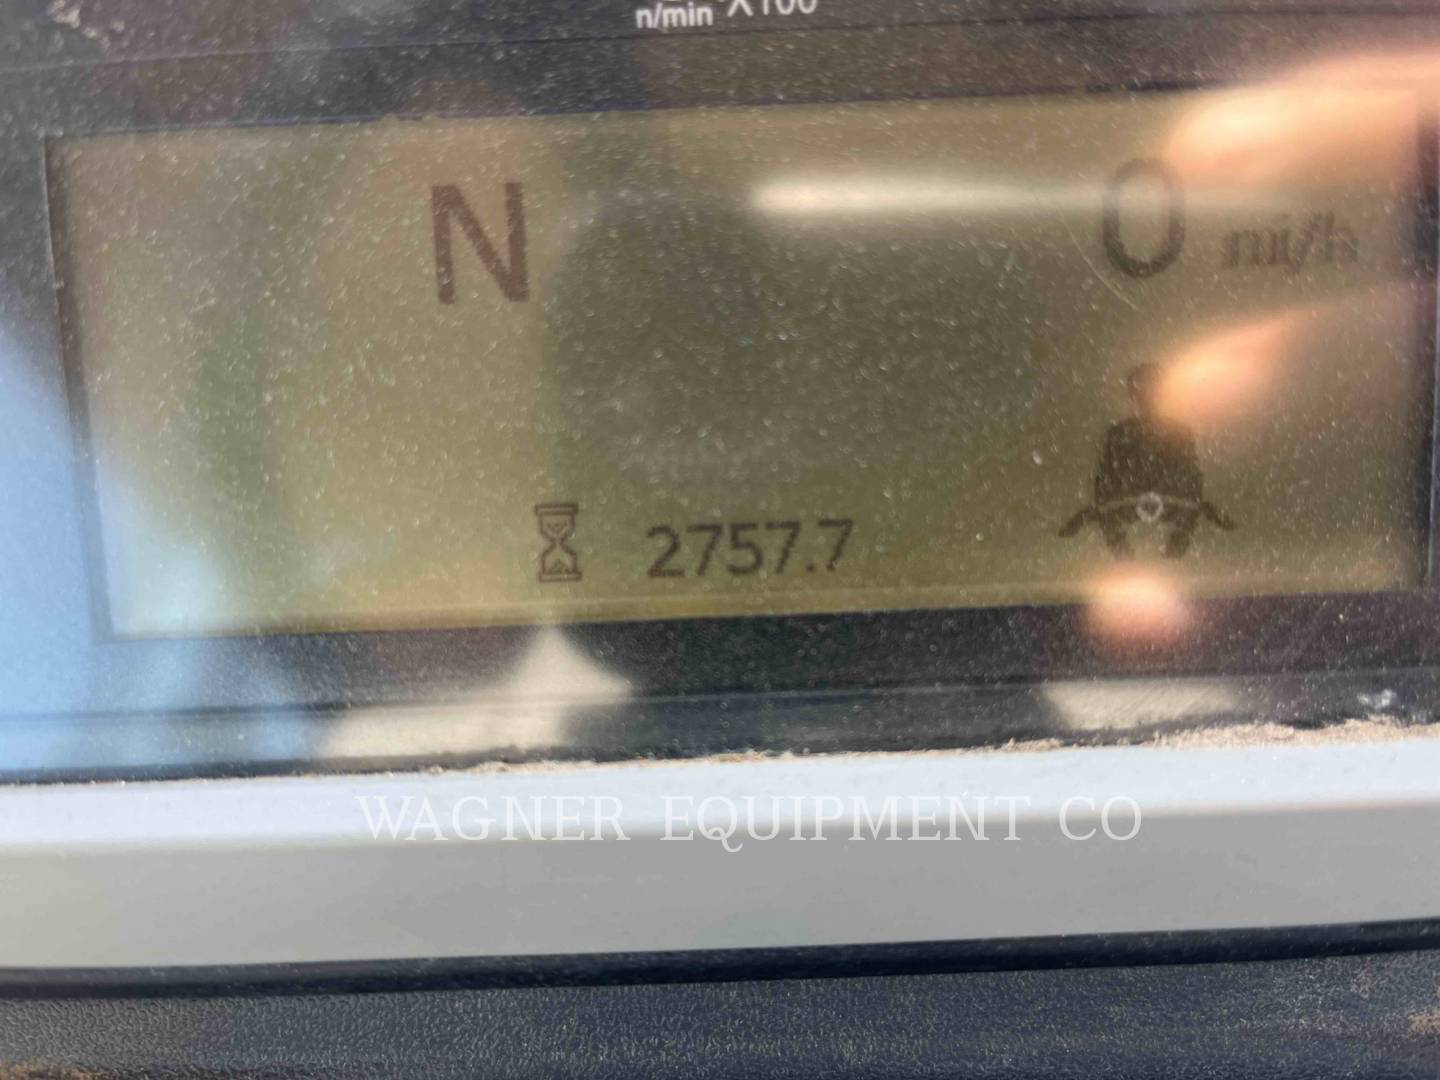 n/min X100
N 0 mi/h
2757.7
WAGNER EQUIPMENT CO